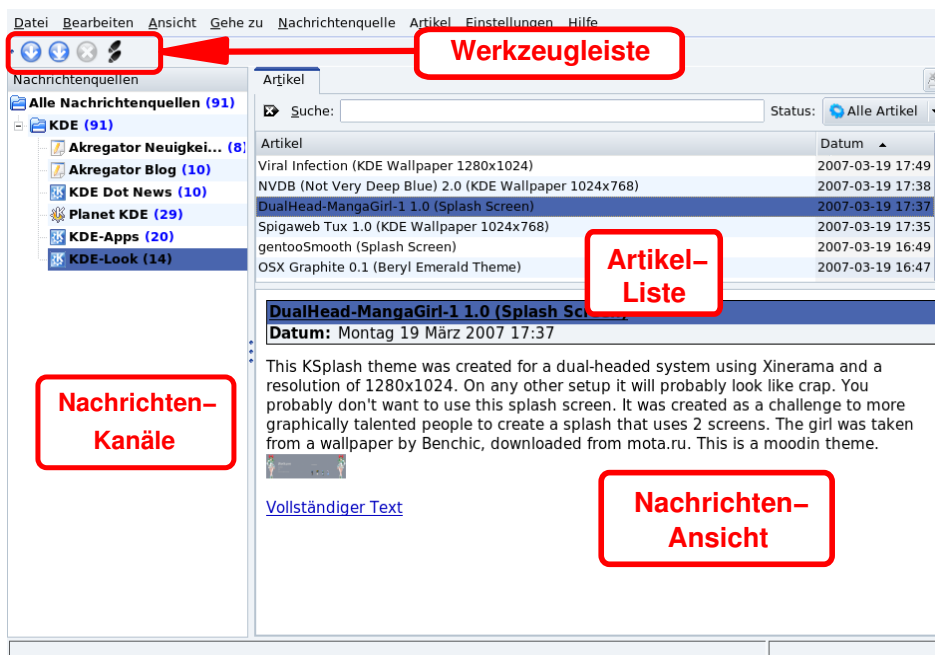 Datei Bearbeiten Ansicht Gehe zu Nachrichtenquelle Artikel Einstellungen Hilfe
Werkzeugleiste
Nachrichtenquellen
Alle Nachrichtenquellen (91)
KDE (91)
Akregator Neuigkei... (8)
Akregator Blog (10)
KDE Dot News (10)
Planet KDE (29)
KDE-Apps (20)
KDE-Look (14)
Nachrichten–
Kanäle
Artikel
Suche: Status: Alle Artikel
Artikel Datum
Viral Infection (KDE Wallpaper 1280x1024) 2007-03-19 17:49
NVDB (Not Very Deep Blue) 2.0 (KDE Wallpaper 1024x768) 2007-03-19 17:38
DualHead-MangaGirl-1 1.0 (Splash Screen) 2007-03-19 17:37
Spigaweb Tux 1.0 (KDE Wallpaper 1024x768) 2007-03-19 17:35
gentooSmooth (Splash Screen) 2007-03-19 16:49
OSX Graphite 0.1 (Beryl Emerald Theme) 2007-03-19 16:47
Artikel–
Liste
DualHead-MangaGirl-1 1.0 (Splash Screen)
Datum: Montag 19 März 2007 17:37
This KSplash theme was created for a dual-headed system using Xinerama and a
resolution of 1280x1024. On any other setup it will probably look like crap. You
probably don't want to use this splash screen. It was created as a challenge to more
graphically talented people to create a splash that uses 2 screens. The girl was taken
from a wallpaper by Benchic, downloaded from mota.ru. This is a moodin theme.
Vollständiger Text
Nachrichten–
Ansicht